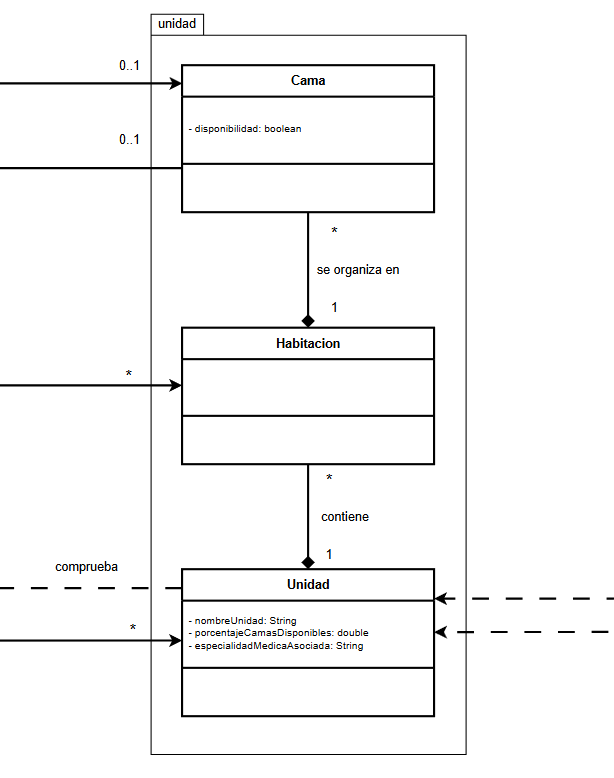 unidad
0..1
Cama
- disponibilidad: boolean
0..1
*
se organiza en
1
Habitacion
*
*
contiene
1
comprueba
Unidad
- nombreUnidad: String
*
- porcentajeCamasDisponibles: double
- especialidadMedicaAsociada: String